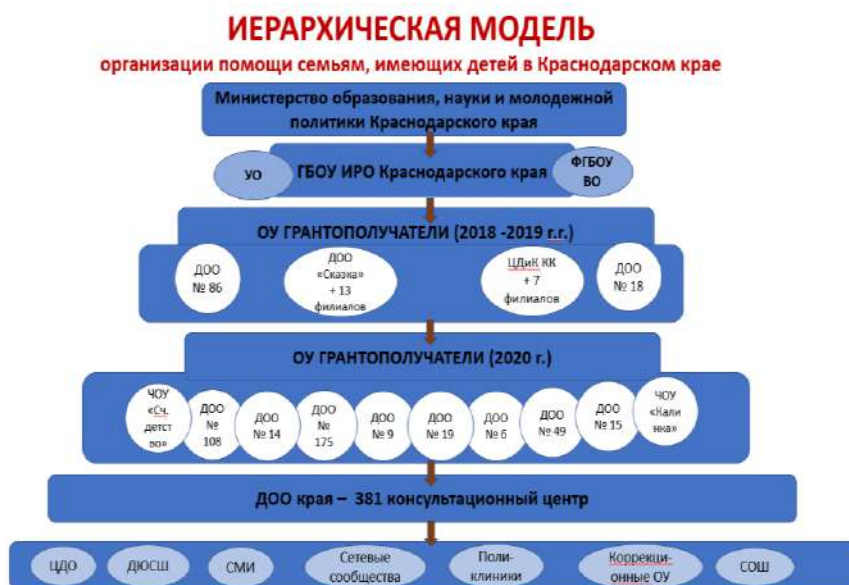 ИЕРАРХИЧЕСКАЯ МОДЕЛЬ
организации помощи семьям, имеющих детей в Краснодарском крае
Министерство образования, науки и молодежной
политики Краснодарского края
УО
ГБОУ ИРО Краснодарского края
ФГБОУ
ВО
ОУ ГРАНТОПОЛУЧАТЕЛИ (2018 -2019 г.г.)
ДОО
№ 86
ДОО
«Сказка»
+ 13
филиалов
ЦДиК КК
+ 7
филиалов
ДОО
№ 18
ОУ ГРАНТОПОЛУЧАТЕЛИ (2020 г.)
ЧОУ
«Сч.
детст
во»
ДОО
№
108
ДОО
№ 14
ДОО
№
175
ДОО
№ 9
ДОО
№ 19
ДОО
№ 6
ДОО
№ 49
ДОО
№ 15
ЧОУ
«Кали
нка»
ДОО края – 381 консультационный центр
ЦДО
ДЮСШ
СМИ
Сетевые
сообщества
Поли-
клиники
Коррекци-
онные ОУ
СОШ